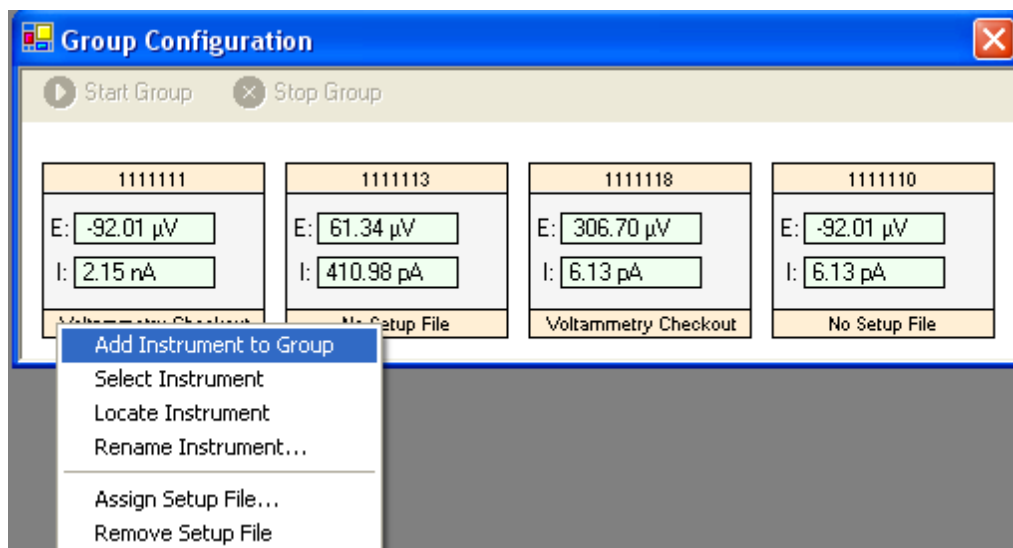 Group Configuration
Start Group Stop Group
1111111 1111113 1111118 1111110
E: -92.01 µV E: 61.34 µV E: 306.70 µV E: -92.01 µV
I: 2.15 nA I: 410.98 pA I: 6.13 pA I: 6.13 pA
Voltammetry Checkout No Setup File Voltammetry Checkout No Setup File
Add Instrument to Group
Select Instrument
Locate Instrument
Rename Instrument...
Assign Setup File...
Remove Setup File